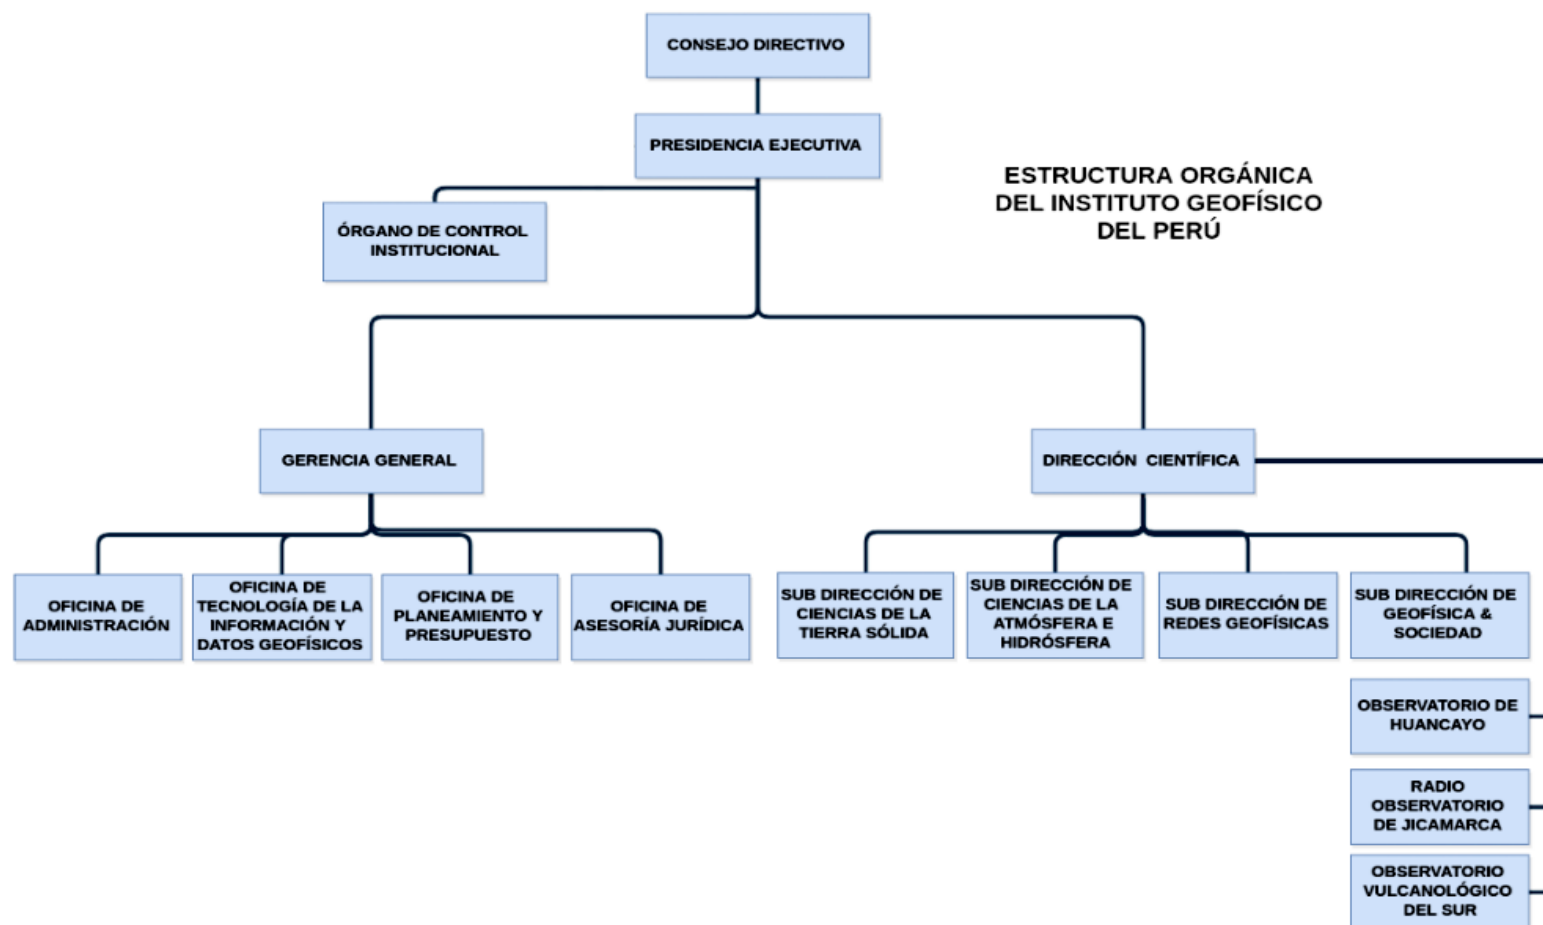 CONSEJO DIRECTIVO
PRESIDENCIA EJECUTIVA
ESTRUCTURA ORGÁNICA
DEL INSTITUTO GEOFÍSICO
DEL PERÚ
ÓRGANO DE CONTROL
INSTITUCIONAL
GERENCIA GENERAL
DIRECCIÓN CIENTÍFICA
OFICINA DE
ADMINISTRACIÓN
OFICINA DE
TECNOLOGÍA DE LA
INFORMACIÓN Y
DATOS GEOFÍSICOS
OFICINA DE
PLANEAMIENTO Y
PRESUPUESTO
OFICINA DE
ASESORÍA JURÍDICA
SUB DIRECCIÓN DE
CIENCIAS DE LA
TIERRA SÓLIDA
SUB DIRECCIÓN DE
CIENCIAS DE LA
ATMÓSFERA E
HIDRÓSFERA
SUB DIRECCIÓN DE
REDES GEOFÍSICAS
SUB DIRECCIÓN DE
GEOFÍSICA &
SOCIEDAD
OBSERVATORIO DE
HUANCAYO
RADIO
OBSERVATORIO
DE JICAMARCA
OBSERVATORIO
VULCANOLÓGICO
DEL SUR